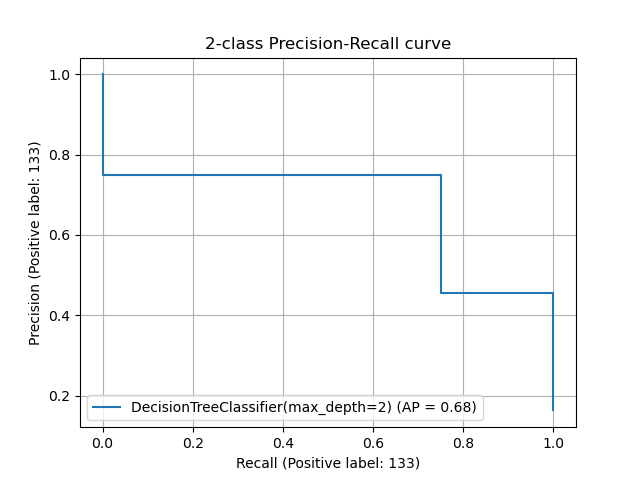 2-class Precision-Recall curve
1.0
0.8
0.6
0.4
0.2
Precision (Positive label: 133)
DecisionTreeClassifier(max_depth=2) (AP = 0.68)
0.0 0.2 0.4 0.6 0.8 1.0
Recall (Positive label: 133)